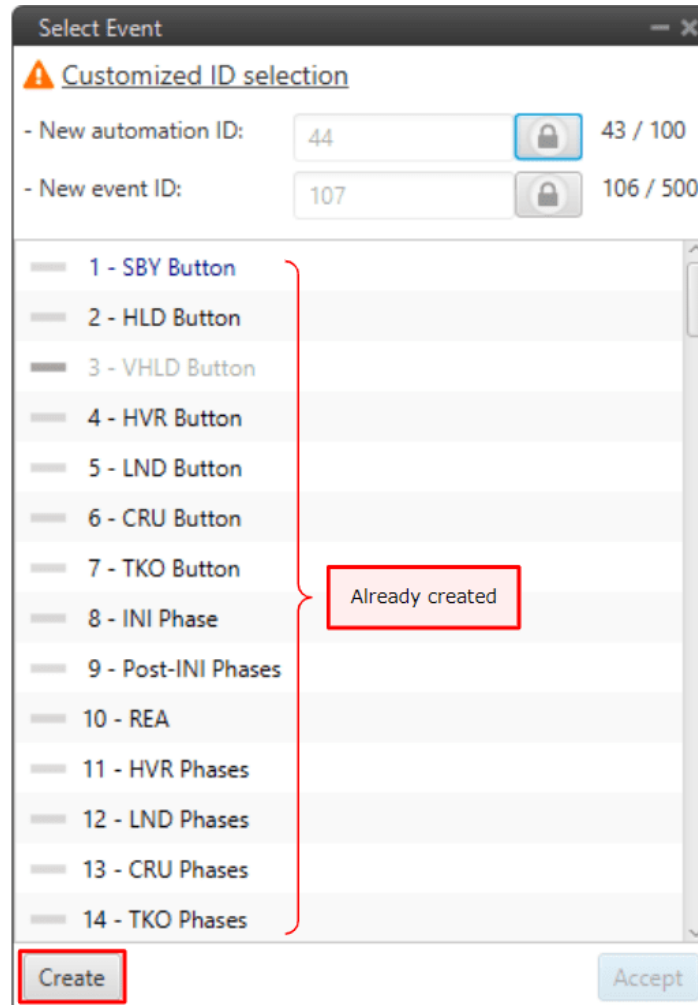 Select Event
Customized ID selection
- New automation ID: 44 43 / 100
- New event ID: 107 106 / 500
1 - SBY Button
2 - HLD Button
3 - VHLD Button
4 - HVR Button
5 - LND Button
6 - CRU Button
7 - TKO Button
Already created
8 - INI Phase
9 - Post-INI Phases
10 - REA
11 - HVR Phases
12 - LND Phases
13 - CRU Phases
14 - TKO Phases
Create Accept